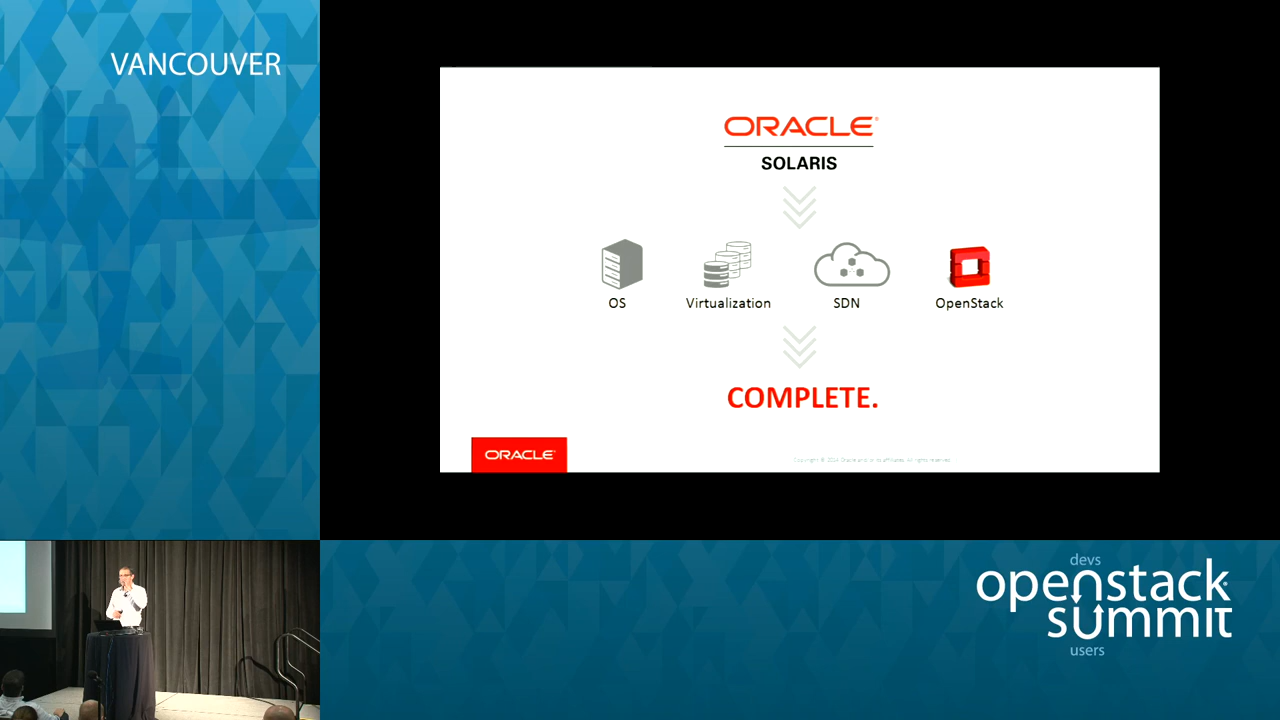 VANCOUVER
ORACLE®
SOLARIS
OS
Virtualization
SDN
OpenStack
COMPLETE.
ORACLE®
devs
openstack
summit
users